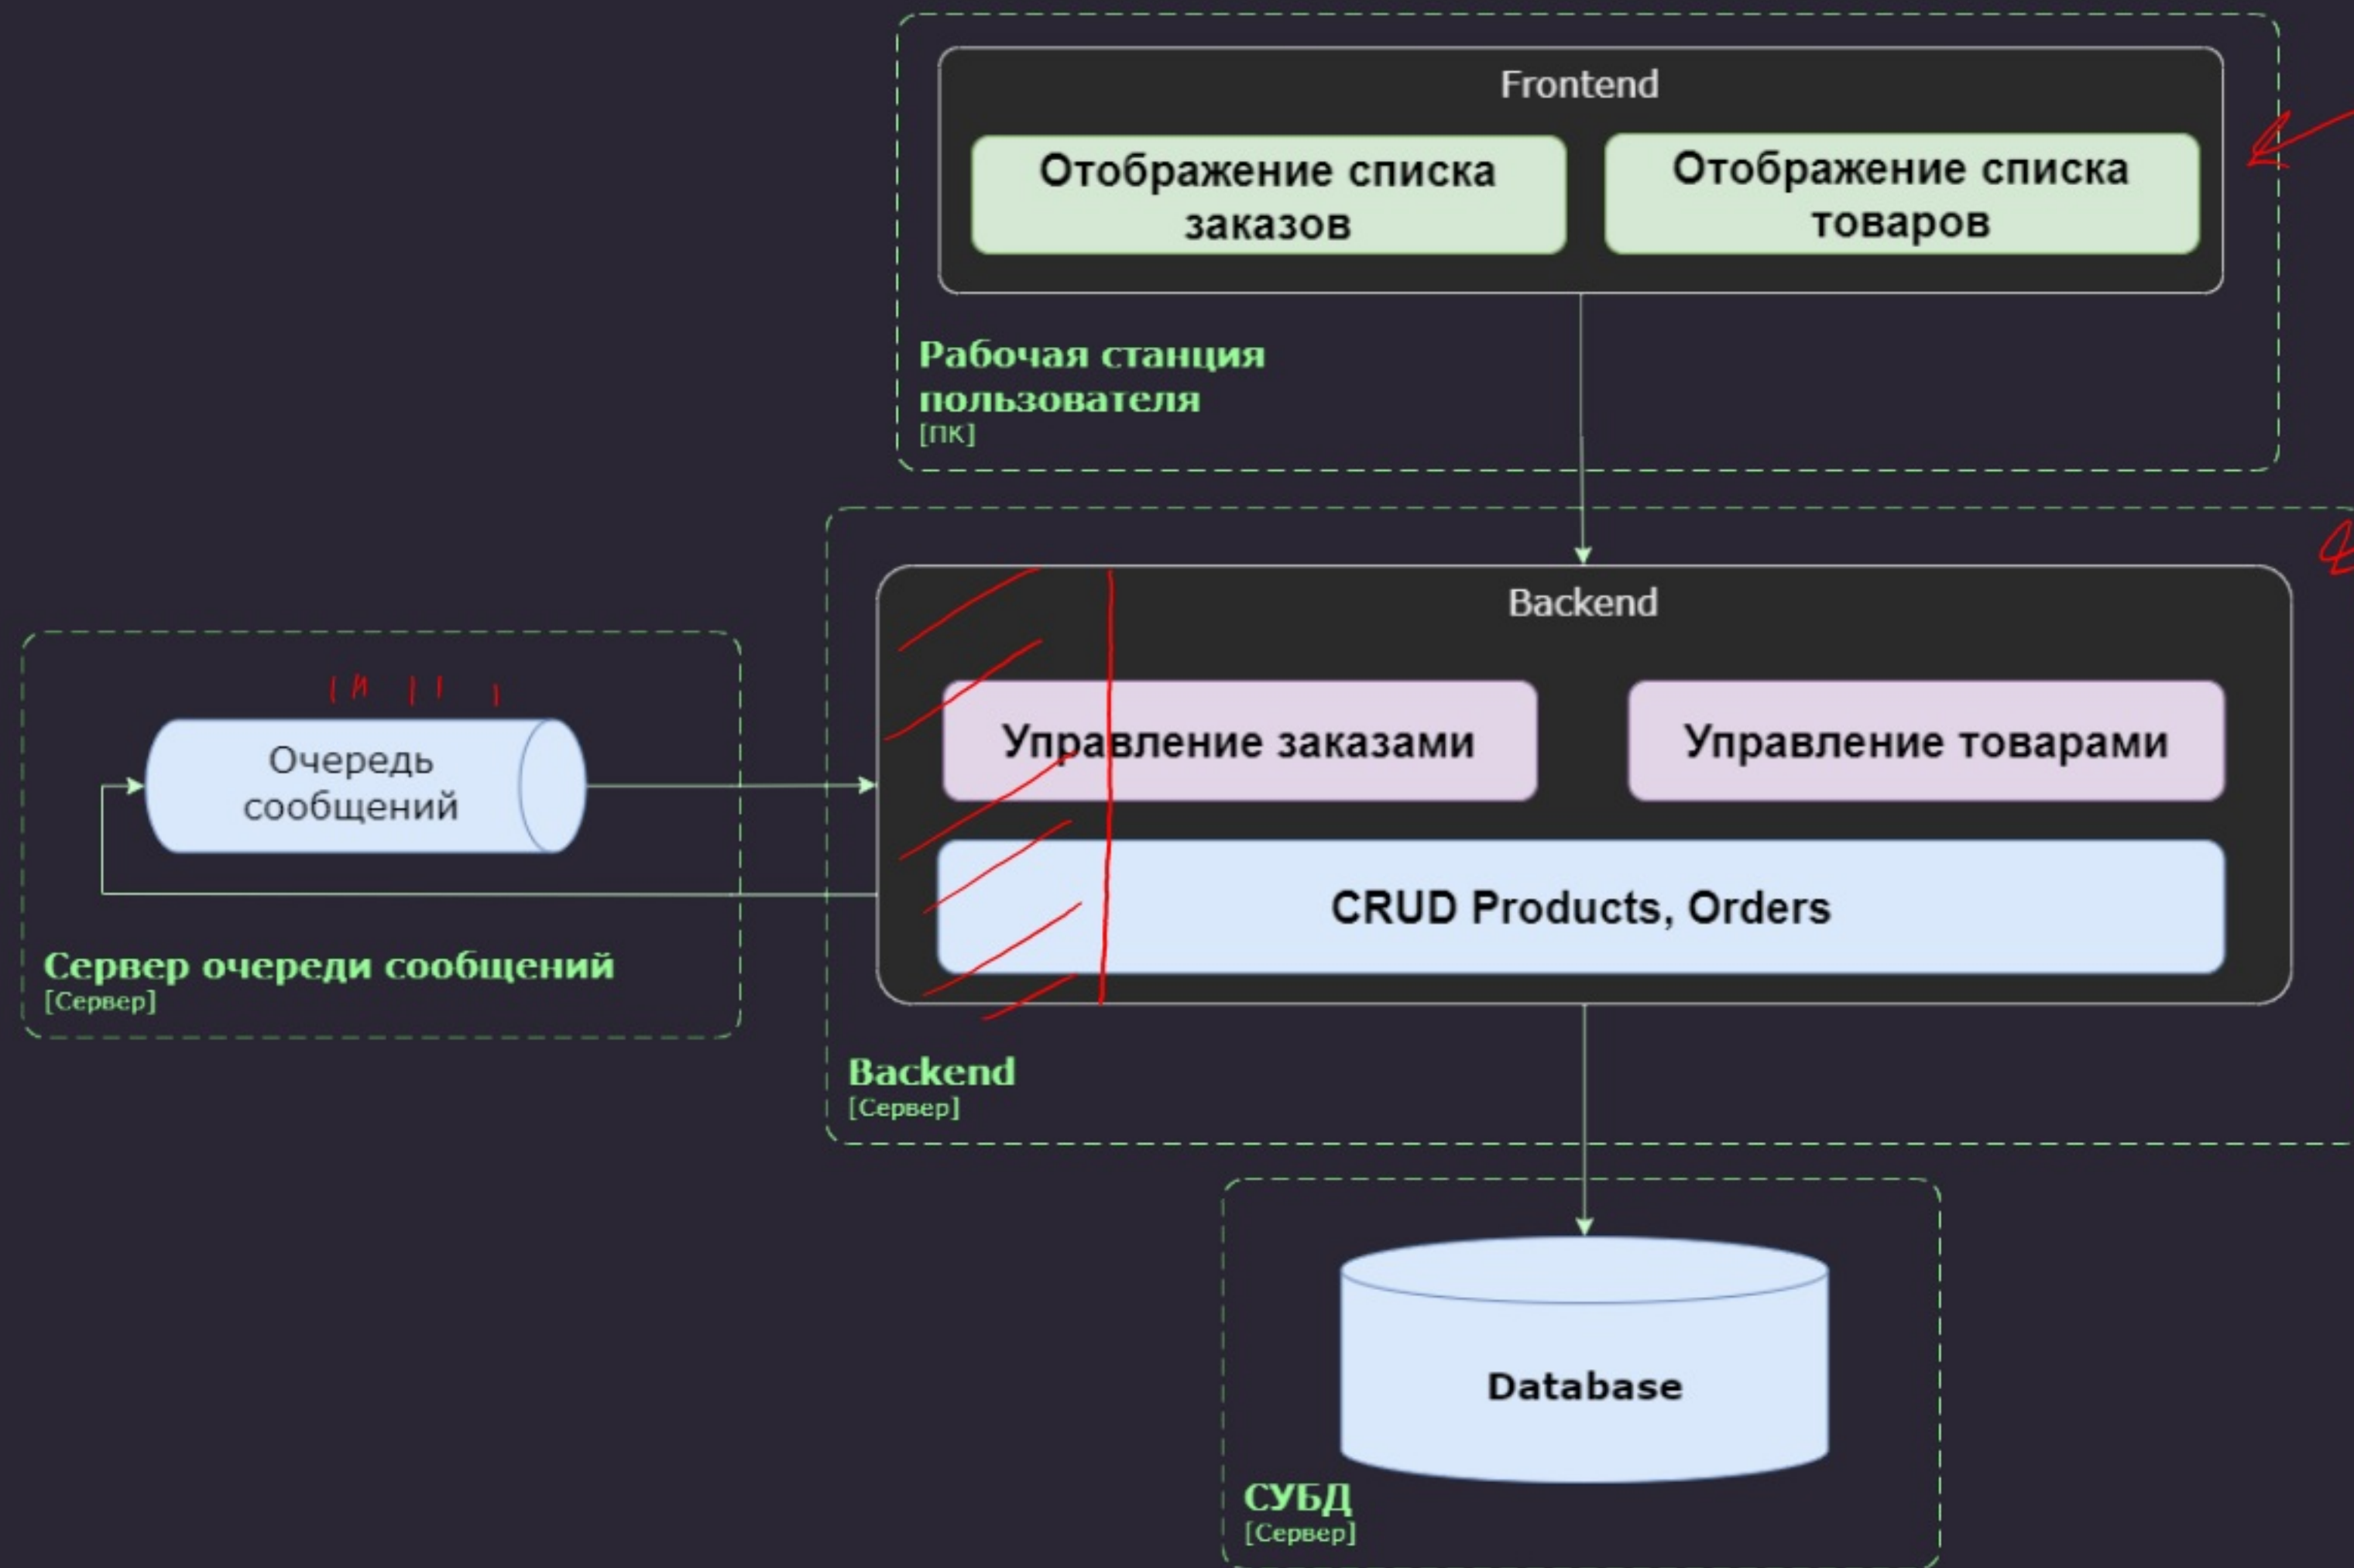 Frontend
Отображение списка
заказов
Отображение списка
товаров
Рабочая станция
пользователя
[ПК]
Backend
Управление заказами
Управление товарами
CRUD Products, Orders
Backend
[Сервер]
Очередь
сообщений
Сервер очереди сообщений
[Сервер]
Database
СУБД
[Сервер]